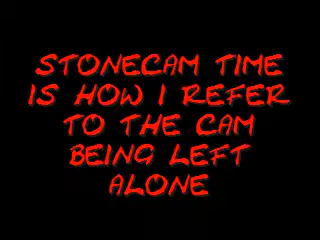 STONECAM TIME
IS HOW I REFER
TO THE CAM
BEING LEFT
ALONE